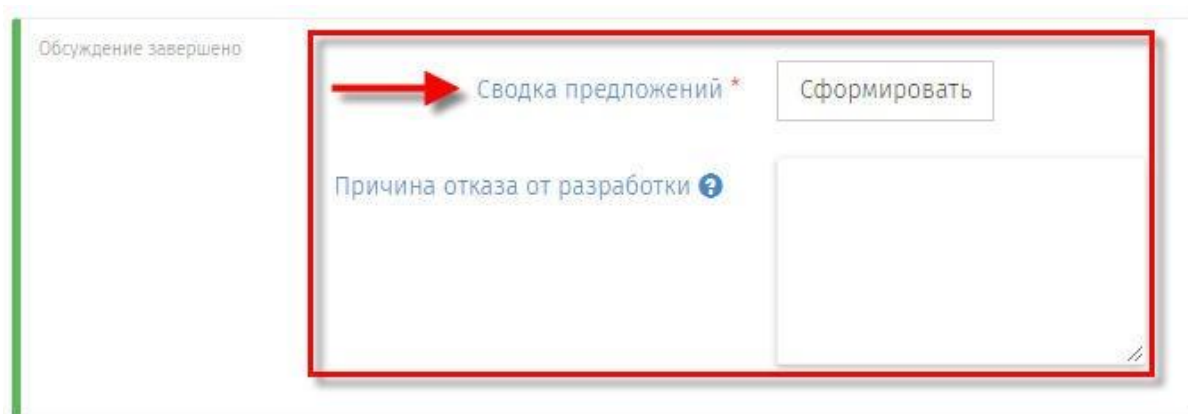 Обсуждение завершено
Сводка предложений * Сформировать
Причина отказа от разработки ?